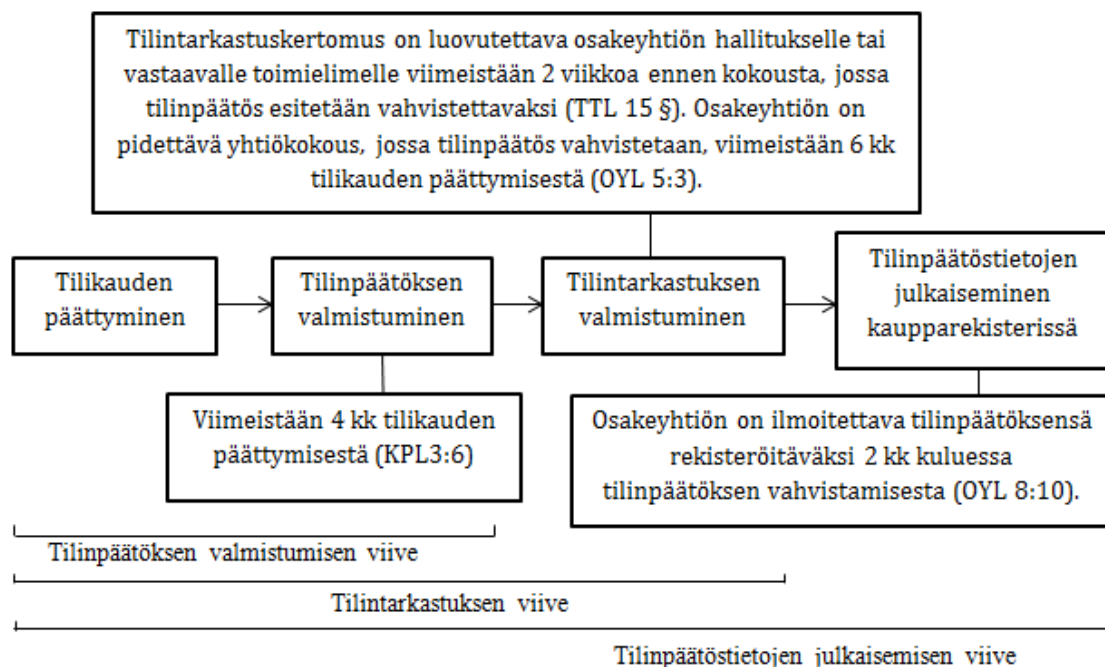 Tilintarkastuskertomus on luovutettava osakeyhtiön hallitukselle tai
vastaavalle toimielimelle viimeistään 2 viikkoa ennen kokousta, jossa
tilinpäätös esitetään vahvistettavaksi (TTL 15 §). Osakeyhtiön on
pidettävä yhtiökokous, jossa tilinpäätös vahvistetaan, viimeistään 6 kk
tilikauden päättymisestä (OYL 5:3).
Tilikauden
päättyminen
Tilinpäätöksen
valmistuminen
Tilintarkastuksen
valmistuminen
Tilinpäätöstietojen
julkaiseminen
kaupparekisterissä
Viimeistään 4 kk tilikauden
päättymisestä (KPL3:6)
Osakeyhtiön on ilmoitettava tilinpäätöksensä
rekisteröitäväksi 2 kk kuluessa
tilinpäätöksen vahvistamisesta (OYL 8:10).
Tilinpäätöksen valmistumisen viive
Tilintarkastuksen viive
Tilinpäätöstietojen julkaisemisen viive